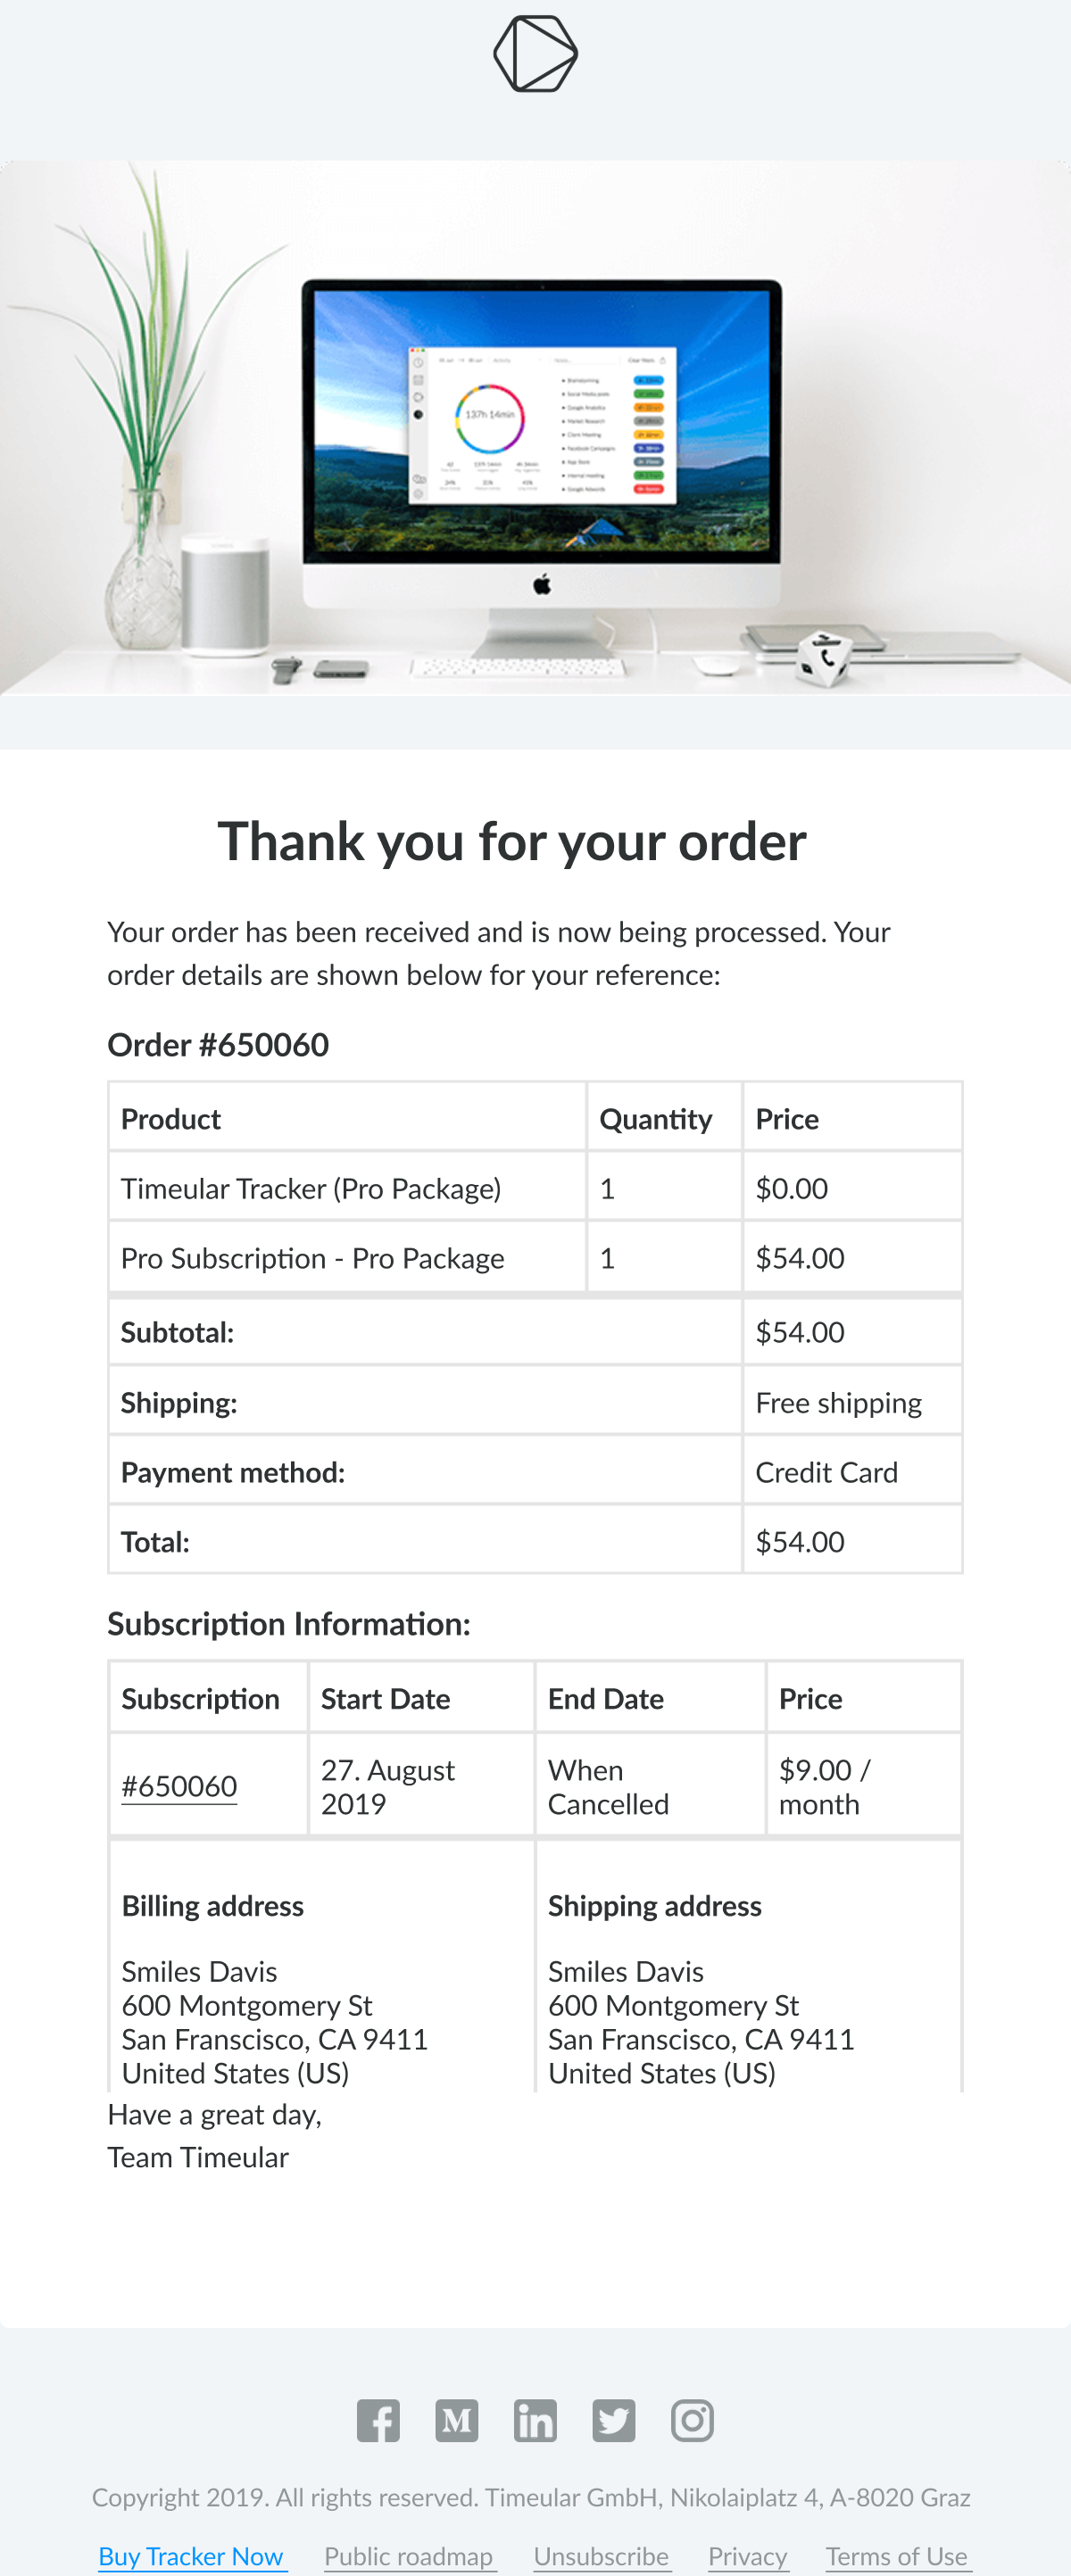 137h 14min
Thank you for your order
Your order has been received and is now being processed. Your
order details are shown below for your reference:
Order #650060
Product Quantity Price
Timeular Tracker (Pro Package) 1 $0.00
Pro Subscription - Pro Package 1 $54.00
Subtotal: $54.00
Shipping: Free shipping
Payment method: Credit Card
Total: $54.00
Subscription Information:
Subscription Start Date End Date Price
#650060 27. August 2019 When Cancelled $9.00 / month
Billing address
Smiles Davis
600 Montgomery St
San Franscisco, CA 9411
United States (US)
Shipping address
Smiles Davis
600 Montgomery St
San Franscisco, CA 9411
United States (US)
Have a great day,
Team Timeular
Copyright 2019. All rights reserved. Timeular GmbH, Nikolaiplatz 4, A-8020 Graz
Buy Tracker Now Public roadmap Unsubscribe Privacy Terms of Use